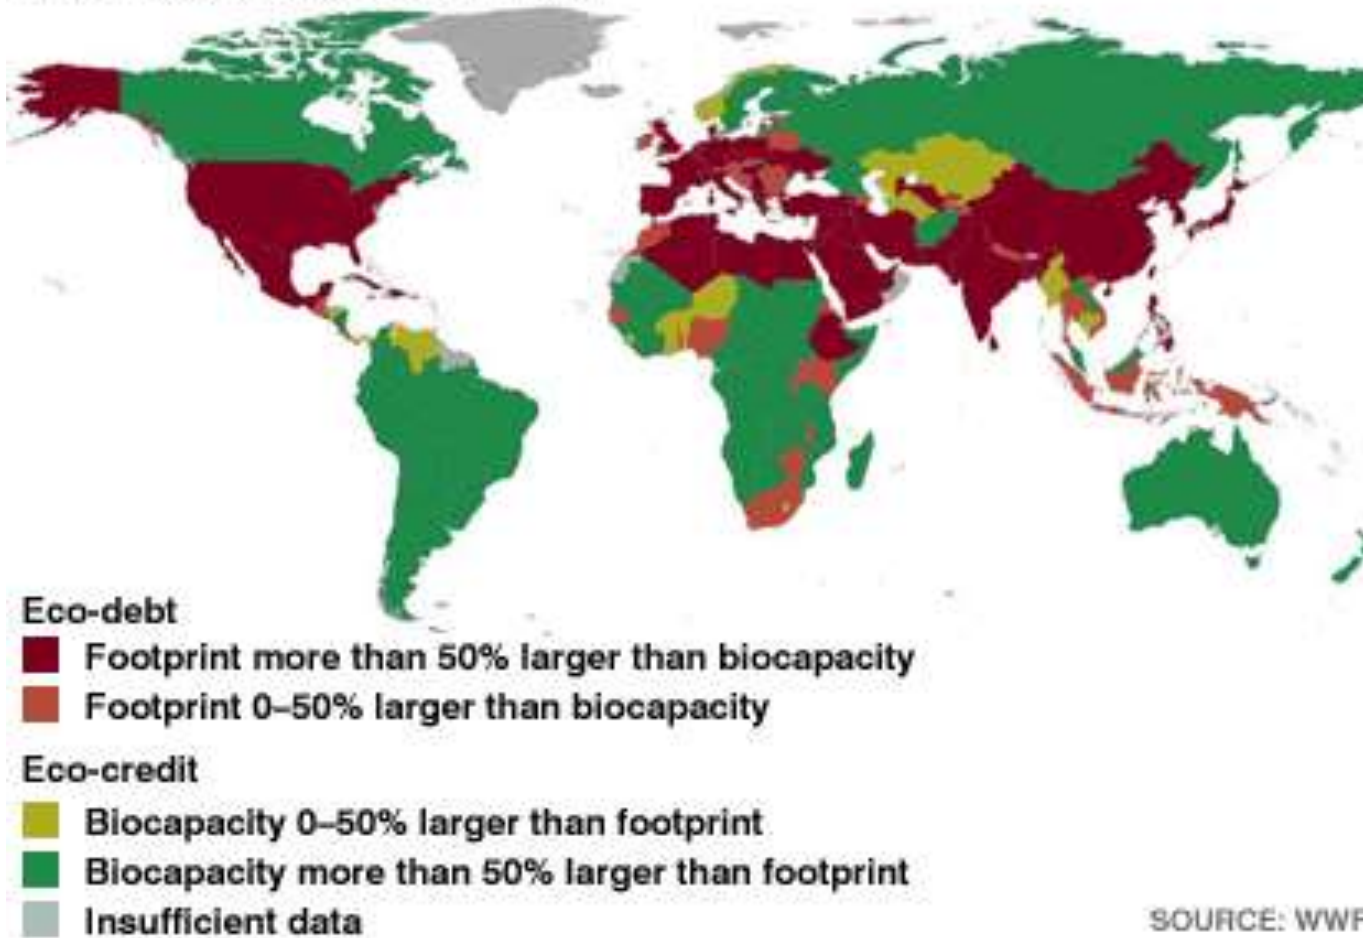 Eco-debt
Footprint more than 50% larger than biocapacity
Footprint 0–50% larger than biocapacity
Eco-credit
Biocapacity 0–50% larger than footprint
Biocapacity more than 50% larger than footprint
Insufficient data
SOURCE: WWF